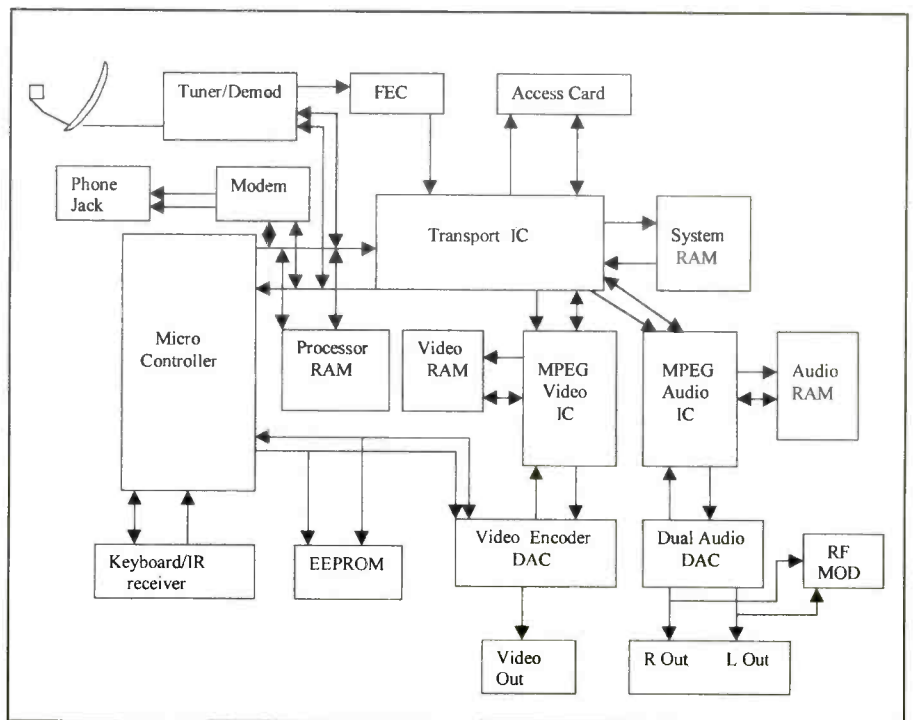 Tuner/Demod
FEC
Access Card
Phone
Jack
Modem
Transport IC
System
RAM
Micro
Controller
Processor
RAM
Video
RAM
MPEG
Video
IC
MPEG
Audio
IC
Audio
RAM
Keyboard/IR
receiver
EEPROM
Video Encoder
DAC
Dual Audio
DAC
RF
MOD
Video
Out
R Out L Out